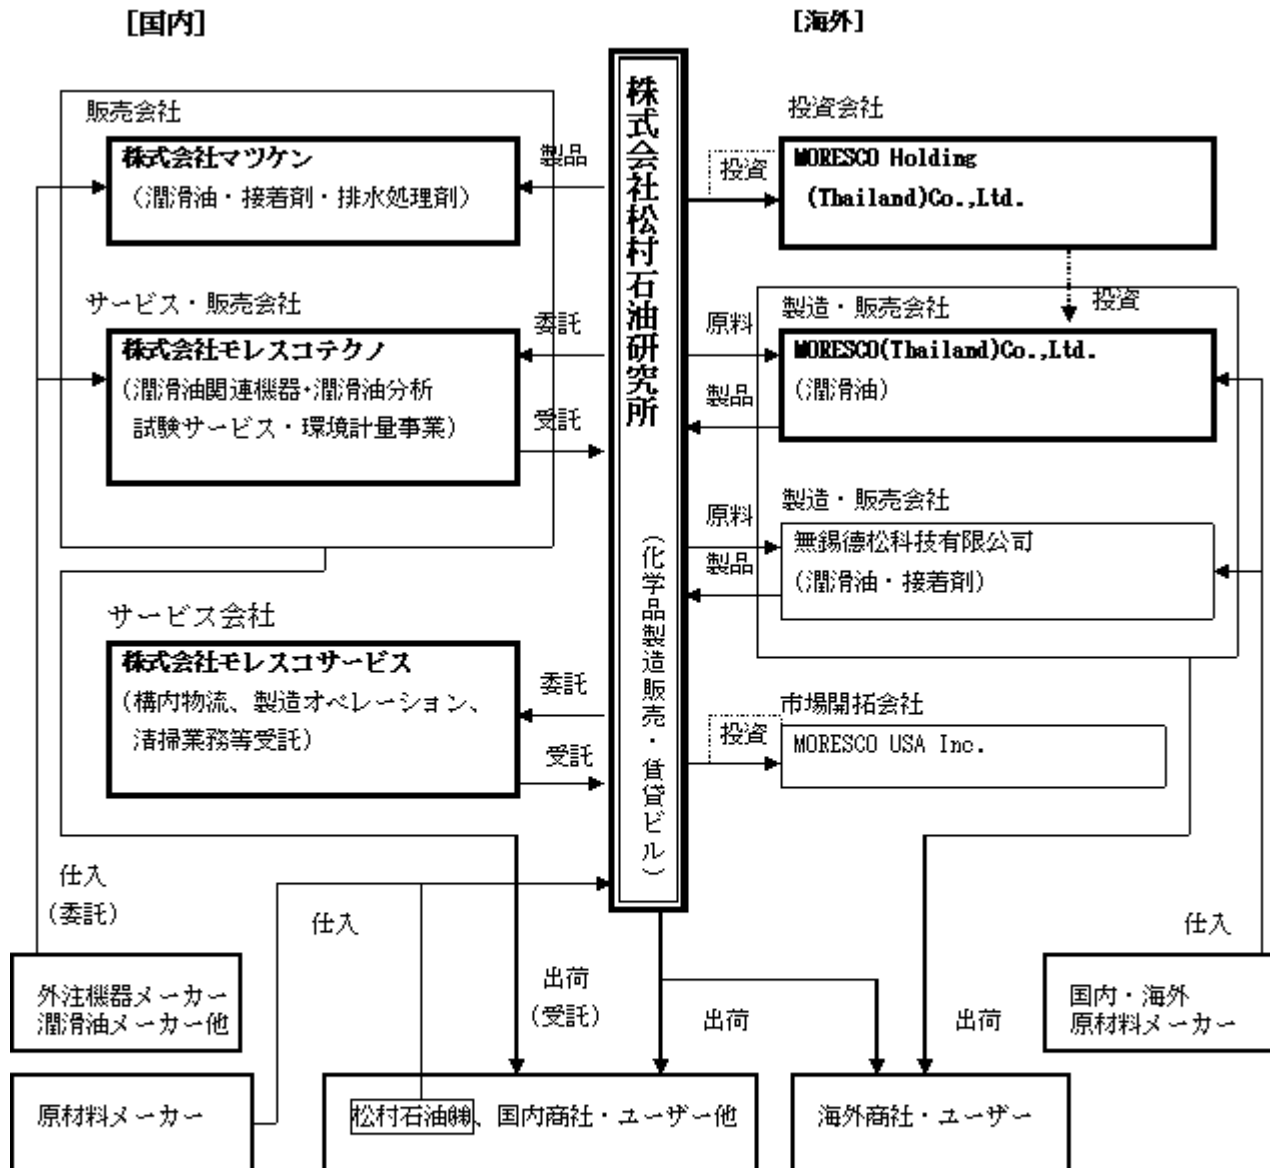 [国内]
[海外]
販売会社
株式会社マツケン
（潤滑油・接着剤・排水処理剤）
製品
サービス・販売会社
株式会社モレスコテクノ
（潤滑油関連機器・潤滑油分析
試験サービス・環境計量事業）
委託
受託
サービス会社
株式会社モレスコサービス
（構内物流、製造オペレーション、
清掃業務等受託）
委託
受託
株式会社松村石油研究所
（化学品製造販売・賃貸ビル）
投資会社
投資
MORESCO Holding
(Thailand)Co.,Ltd.
投資
製造・販売会社
原料
MORESCO(Thailand)Co.,Ltd.
（潤滑油）
製品
製造・販売会社
原料
無錫德松科技有限公司
（潤滑油・接着剤）
製品
市場開拓会社
投資
MORESCO USA Inc.
仕入
（委託）
仕入
出荷
（受託）
出荷
出荷
仕入
外注機器メーカー
潤滑油メーカー他
国内・海外
原材料メーカー
原材料メーカー
松村石油㈱、国内商社・ユーザー他
海外商社・ユーザー